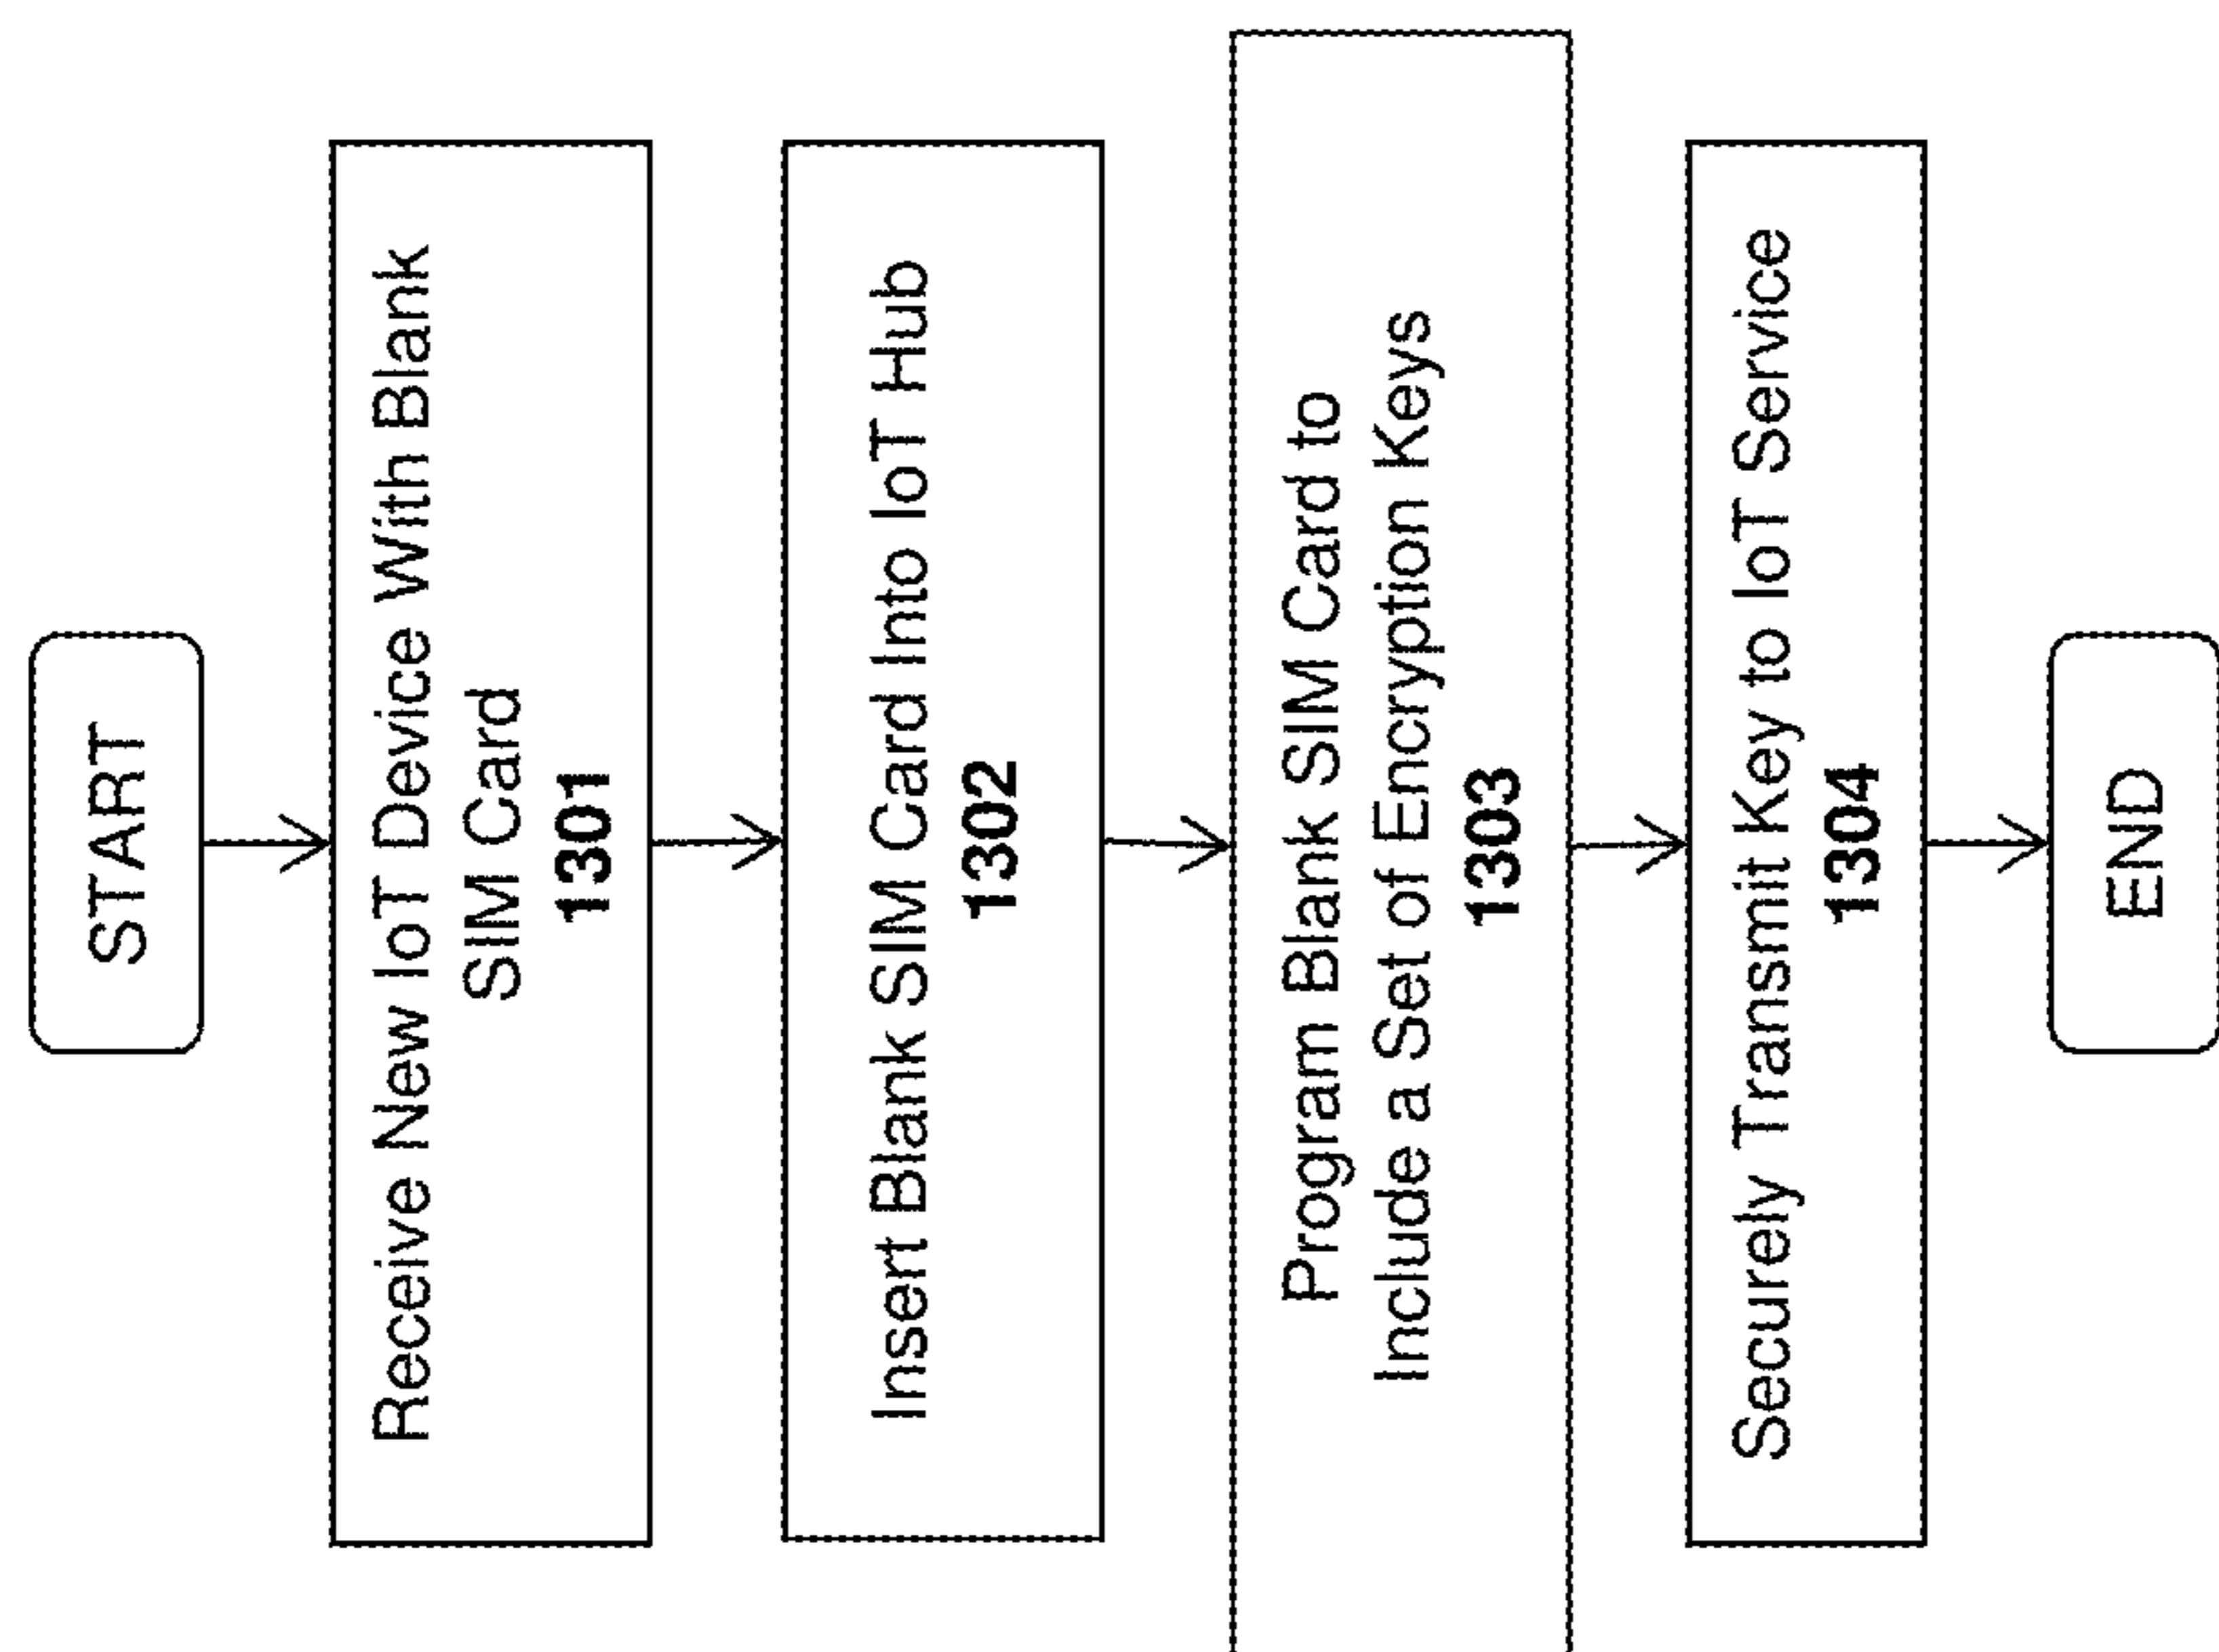 START
Receive New IoT Device With Blank
SIM Card
1301
Insert Blank SIM Card Into IoT Hub
1302
Program Blank SIM Card to
Include a Set of Encryption Keys
1303
Securely Transmit Key to IoT Service
1304
END